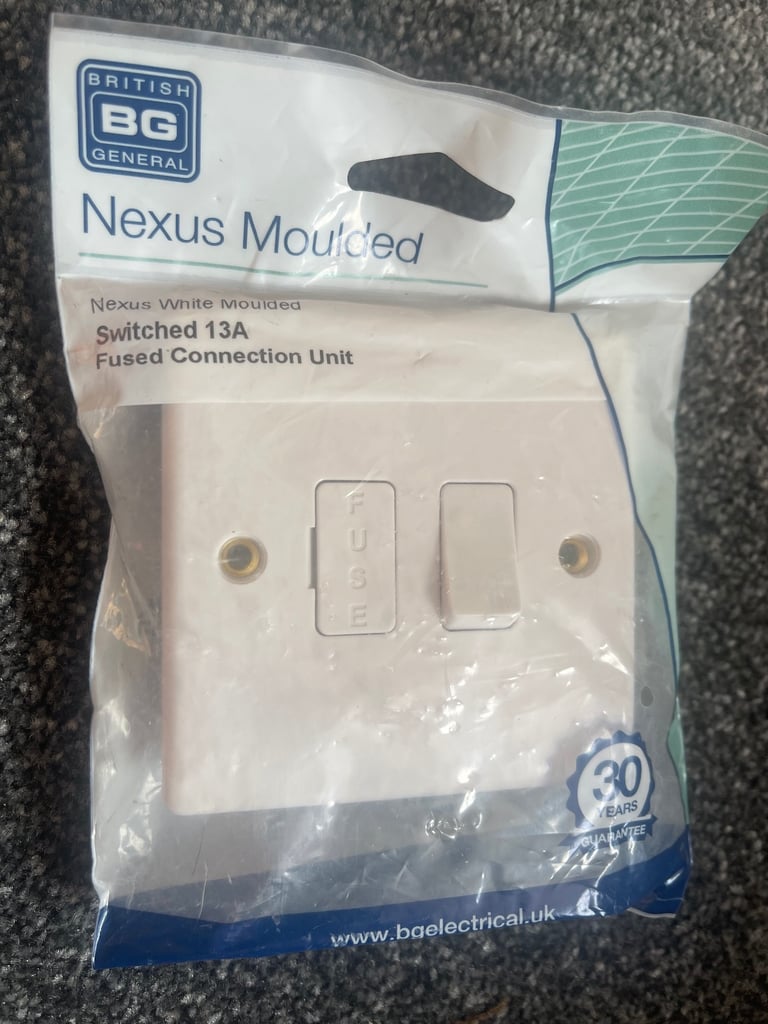 BRITISH
BG
GENERAL
Nexus Moulded
Nexus White Moulded
Switched 13A
Fused Connection Unit
FUSE
30
YEARS
GUARANTEE
www.bgelectrical.uk